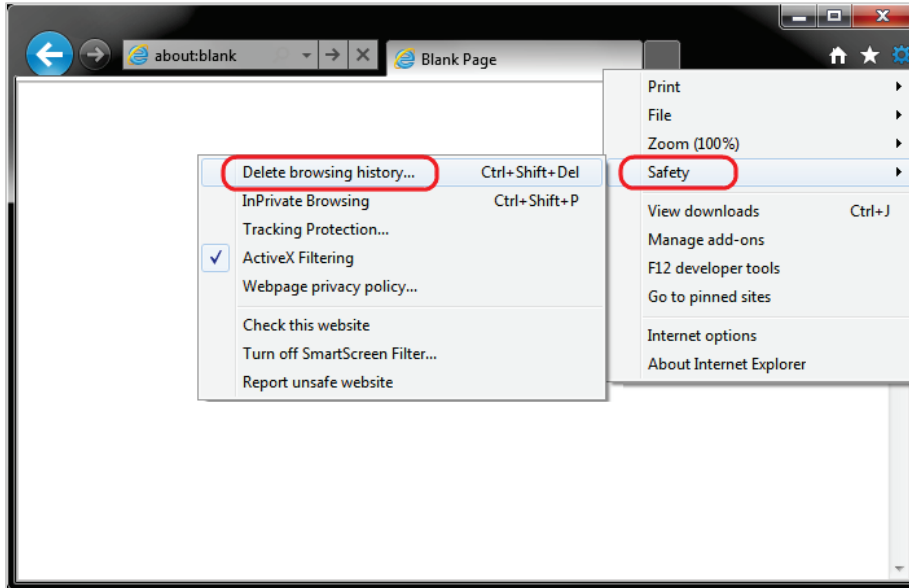 about:blank
Blank Page
Print
File
Zoom (100%)
Safety
View downloads Ctrl+J
Manage add-ons
F12 developer tools
Go to pinned sites
Internet options
About Internet Explorer
Delete browsing history... Ctrl+Shift+Del
InPrivate Browsing Ctrl+Shift+P
Tracking Protection...
ActiveX Filtering
Webpage privacy policy...
Check this website
Turn off SmartScreen Filter...
Report unsafe website